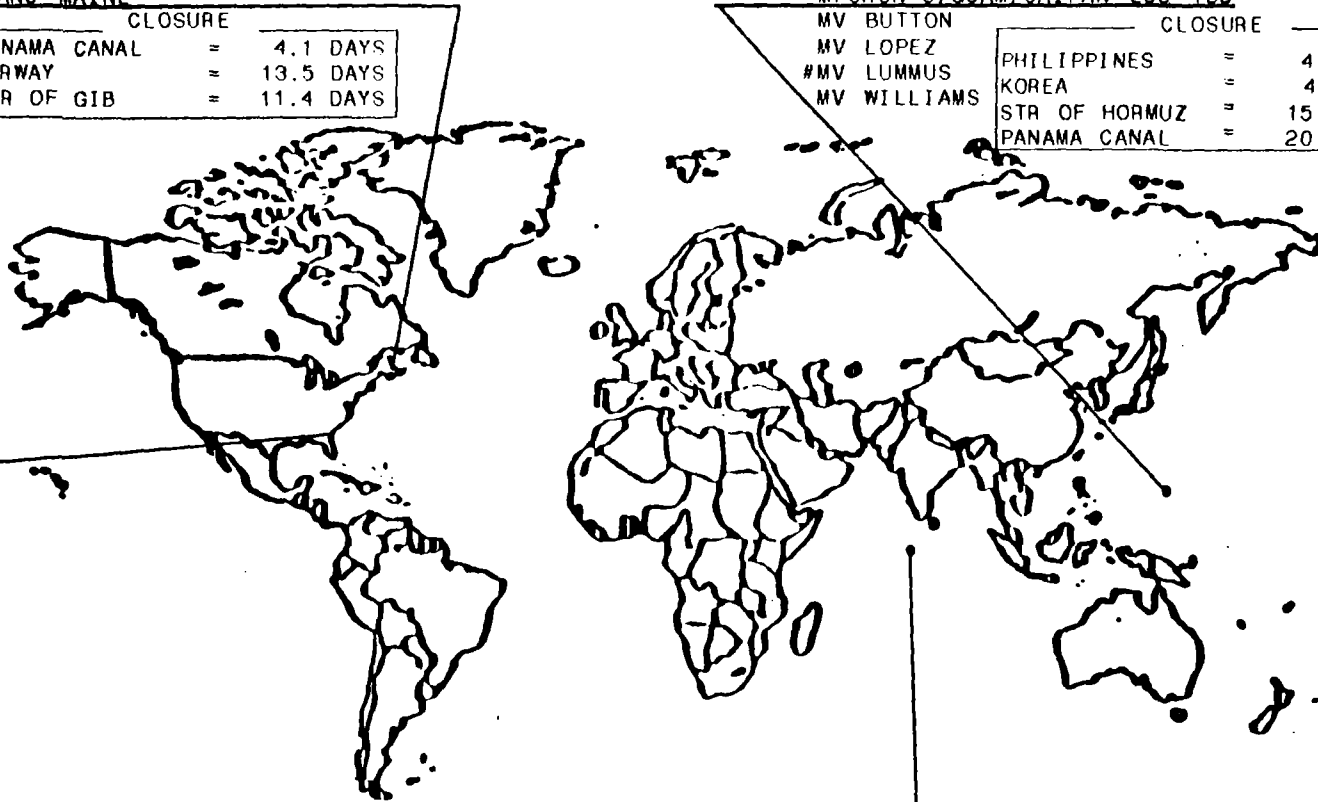 MAINE
CLOSURE
NAMA CANAL = 4.1 DAYS
RWAY = 13.5 DAYS
R OF GIB = 11.4 DAYS
MV BUTTON
MV LOPEZ
#MV LUMMUS
MV WILLIAMS
CLOSURE
PHILIPPINES = 4
KOREA = 4
STR OF HORMUZ = 15
PANAMA CANAL = 20